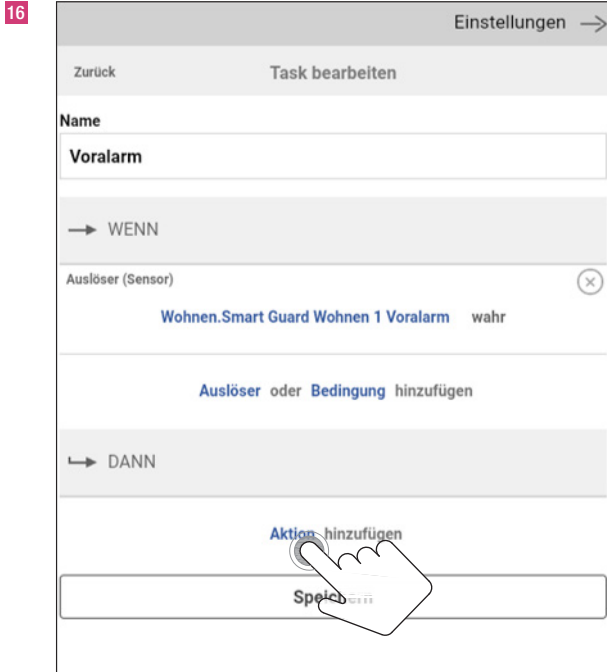 16
Einstellungen
Zurück Task bearbeiten
Name
Voralarm
WENN
Auslöser (Sensor)
Wohnen.Smart Guard Wohnen 1 Voralarm wahr
Auslöser oder Bedingung hinzufügen
DANN
Aktion hinzufügen
Speichern